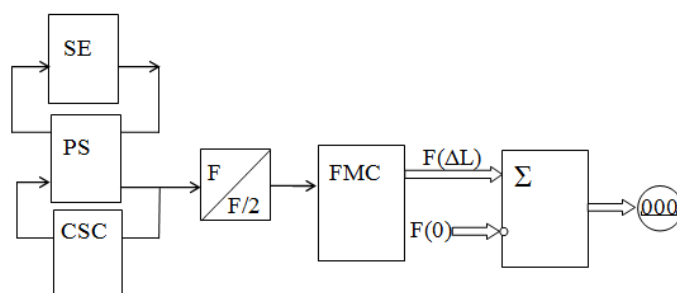 SE
PS
CSC
F
F/2
FMC
F(ΔL)
F(0)
Σ
000